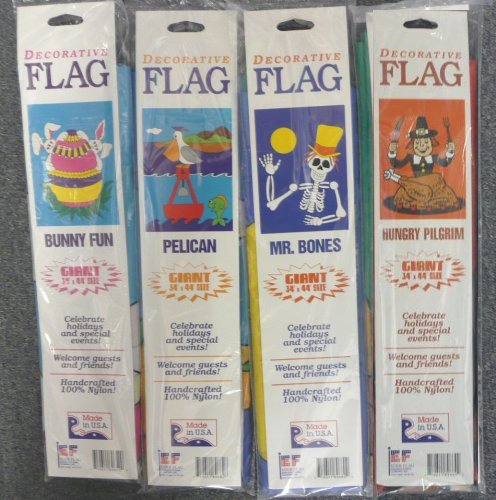 DECORATIVE
FLAG
BUNNY FUN
GIANT
34 x 44 SIZE
Celebrate
holidays
and special
events!
Welcome guests
and friends!
Handcrafted
100% Nylon!
Made
in U.S.A.
DECORATIVE
FLAG
PELICAN
GIANT
34 x 44 SIZE
Celebrate
holidays
and special
events!
Welcome guests
and friends!
Handcrafted
100% Nylon!
Made
in U.S.A.
DECORATIVE
FLAG
MR. BONES
GIANT
34 x 44 SIZE
Celebrate
holidays
and special
events!
Welcome guests
and friends!
Handcrafted
100% Nylon!
Made
in U.S.A.
DECORATIVE
FLAG
HUNGRY PILGRIM
GIANT
34 x 44 SIZE
Celebrate
holidays
and special
events!
Welcome guests
and friends!
Handcrafted
100% Nylon!
Made
in U.S.A.